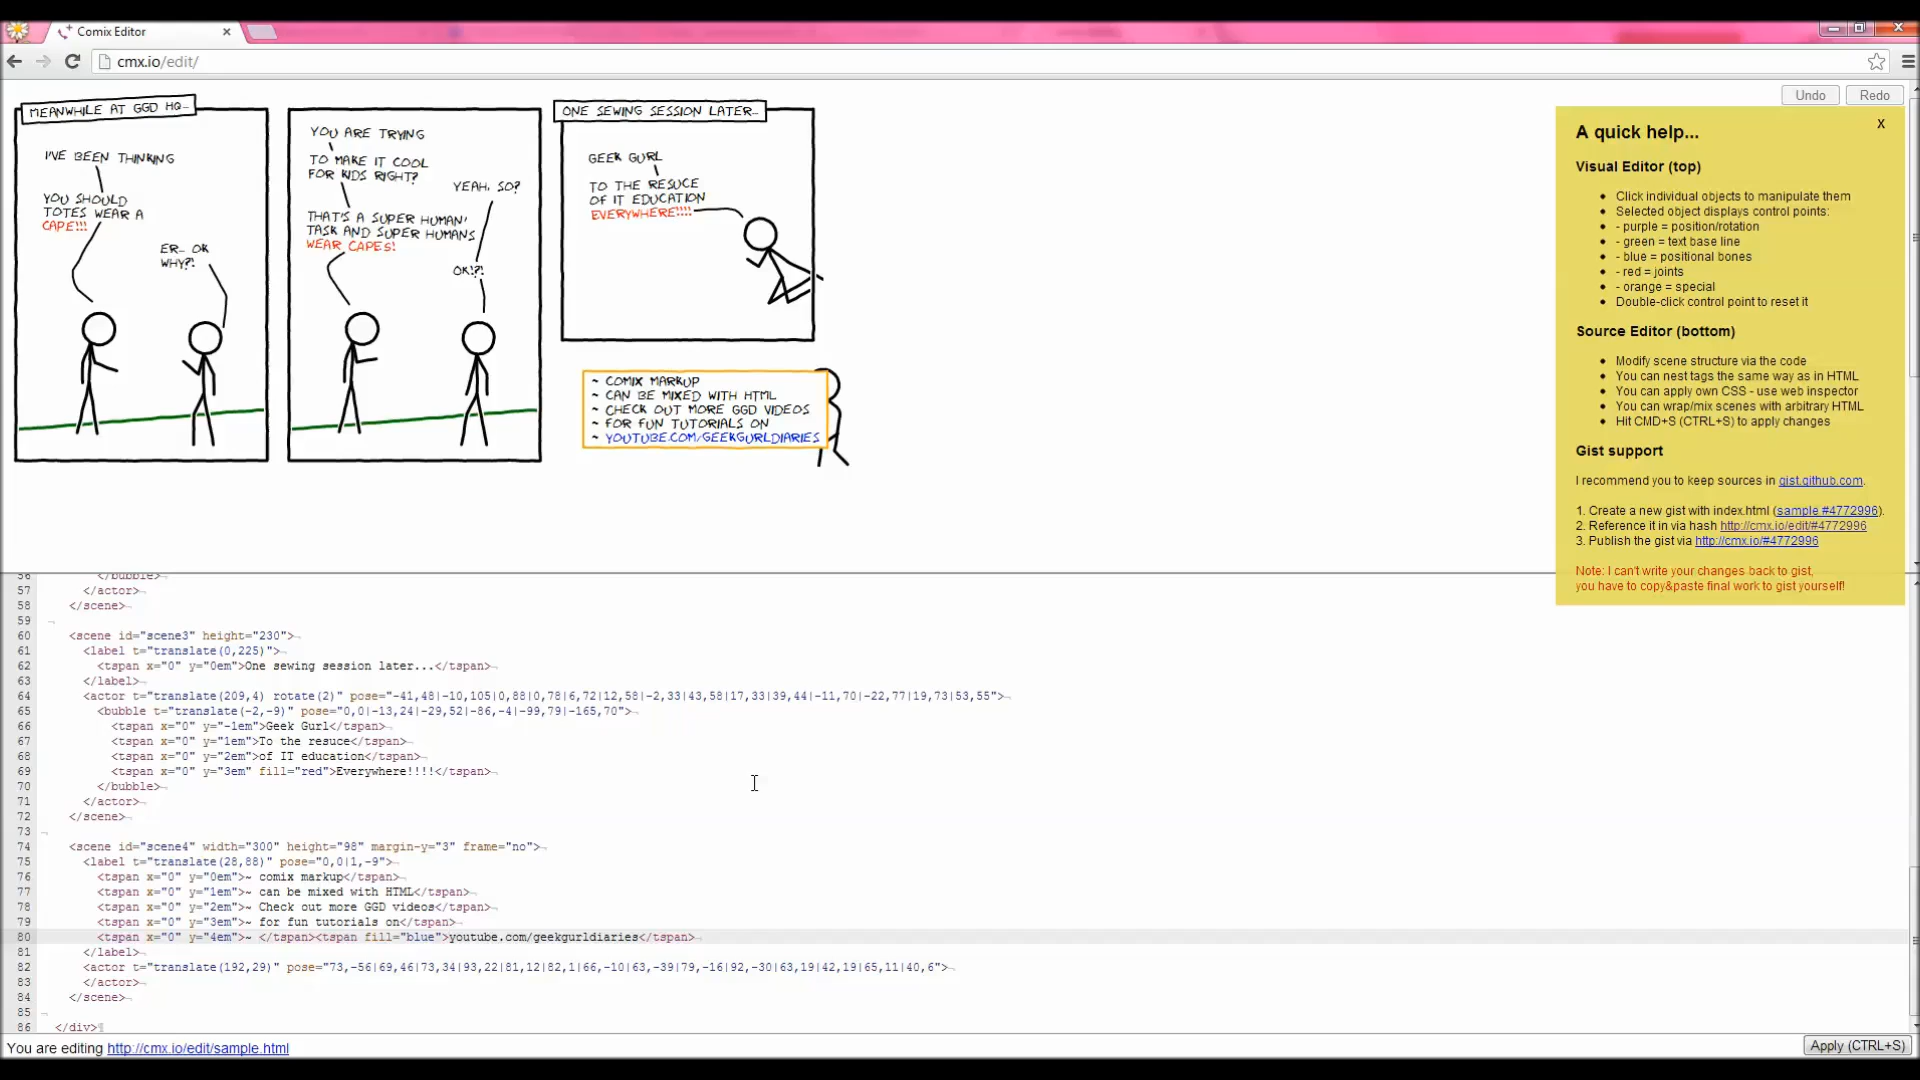 Comix Editor
cmx.io/edit/
Undo
Redo
MEANWHILE AT GGD HQ...
I'VE BEEN THINKING
YOU SHOULD
TOTES WEAR A
CAPE!!!
ER... OK
WHY?!
YOU ARE TRYING
TO MAKE IT COOL
FOR KIDS RIGHT?
YEAH, SO?
THAT'S A SUPER HUMAN'
TASK AND SUPER HUMANS
WEAR CAPES!
OK!?!
ONE SEWING SESSION LATER...
GEEK GURL
TO THE RESUCE
OF IT EDUCATION
EVERYWHERE!!!!
~ COMIX MARKUP
~ CAN BE MIXED WITH HTML
~ CHECK OUT MORE GGD VIDEOS
~ FOR FUN TUTORIALS ON
~ YOUTUBE.COM/GEEKGURLDIARIES
A quick help...
X
Visual Editor (top)
• Click individual objects to manipulate them
• Selected object displays control points:
• - purple = position/rotation
• - green = text base line
• - blue = positional bones
• - red = joints
• - orange = special
• Double-click control point to reset it
Source Editor (bottom)
• Modify scene structure via the code
• You can nest tags the same way as in HTML
• You can apply own CSS - use web inspector
• You can wrap/mix scenes with arbitrary HTML
• Hit CMD+S (CTRL+S) to apply changes
Gist support
I recommend you to keep sources in gist.github.com.
1. Create a new gist with index.html (sample #4772996).
2. Reference it in via hash http://cmx.io/edit/#4772996
3. Publish the gist via http://cmx.io/#4772996
Note: I can't write your changes back to gist,
you have to copy&paste final work to gist yourself!
56 </bubble>
57 </actor>
58 </scene>
59
60 <scene id="scene3" height="230">
61 <label t="translate(0,225)">
62 <tspan x="0" y="0em">One sewing session later...</tspan>
63 </label>
64 <actor t="translate(209,4) rotate(2)" pose="-41,48|-10,105|0,88|0,78|6,72|12,58|-2,33|43,58|17,33|39,44|-11,70|-22,77|19,73|53,55">
65 <bubble t="translate(-2,-9)" pose="0,0|-13,24|-29,52|-86,-4|-99,79|-165,70">
66 <tspan x="0" y="-1em">Geek Gurl</tspan>
67 <tspan x="0" y="1em">To the resuce</tspan>
68 <tspan x="0" y="2em">of IT education</tspan>
69 <tspan x="0" y="3em" fill="red">Everywhere!!!!</tspan>
70 </bubble>
71 </actor>
72 </scene>
73
74 <scene id="scene4" width="300" height="98" margin-y="3" frame="no">
75 <label t="translate(28,88)" pose="0,0|1,-9">
76 <tspan x="0" y="0em">~ comix markup</tspan>
77 <tspan x="0" y="1em">~ can be mixed with HTML</tspan>
78 <tspan x="0" y="2em">~ Check out more GGD videos</tspan>
79 <tspan x="0" y="3em">~ for fun tutorials on</tspan>
80 <tspan x="0" y="4em">~ </tspan><tspan fill="blue">youtube.com/geekgurldiaries</tspan>
81 </label>
82 <actor t="translate(192,29)" pose="73,-56|69,46|73,34|93,22|81,12|82,1|66,-10|63,-39|79,-16|92,-30|63,19|42,19|65,11|40,6">
83 </actor>
84 </scene>
85
86 </div>
You are editing http://cmx.io/edit/sample.html
Apply (CTRL+S)